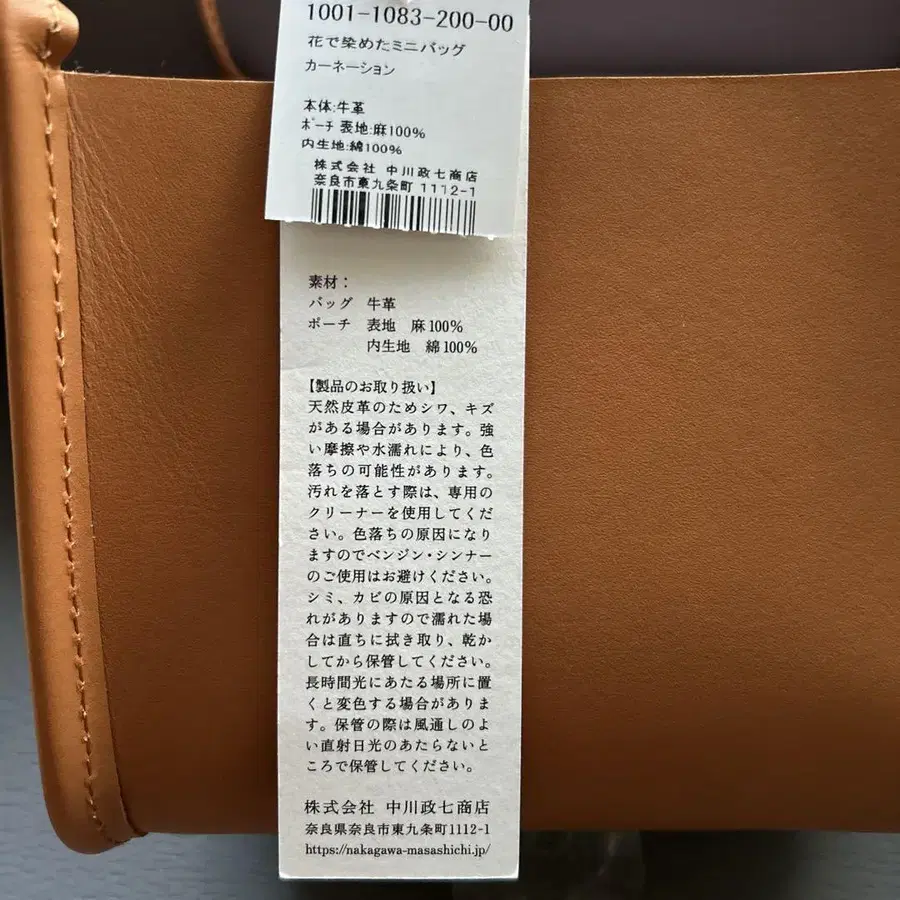 1001-1083-200-00
花で染めたミニバッグ
カーネーション
本体:牛革
ﾎﾟｰﾁ 表地:麻100%
内生地:綿100%
株式会社 中川政七商店
奈良市東九条町 1112-1
素材：
バッグ 牛革
ポーチ 表地 麻100%
内生地 綿100%
【製品のお取り扱い】
天然皮革のためシワ、キズ
がある場合があります。強
い摩擦や水濡れにより、色
落ちの可能性があります。
汚れを落とす際は、専用の
クリーナーを使用してくだ
さい。色落ちの原因になり
ますのでベンジン・シンナー
のご使用はお避けください。
シミ、カビの原因となる恐
れがありますので濡れた場
合は直ちに拭き取り、乾か
してから保管してください。
長時間光にあたる場所に置
くと変色する場合がありま
す。保管の際は風通しのよ
い直射日光のあたらないと
ころで保管してください。
株式会社 中川政七商店
奈良県奈良市東九条町1112-1
https://nakagawa-masashichi.jp/